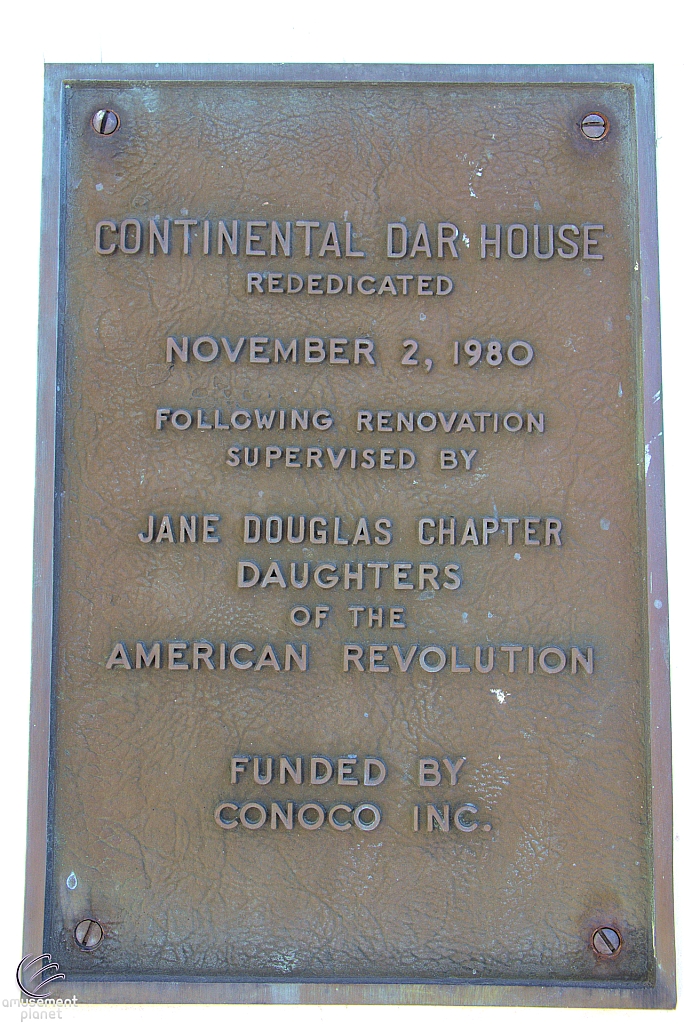 CONTINENTAL DAR HOUSE
REDEDICATED
NOVEMBER 2, 1980
FOLLOWING RENOVATION
SUPERVISED BY
JANE DOUGLAS CHAPTER
DAUGHTERS
OF THE
AMERICAN REVOLUTION
FUNDED BY
CONOCO INC.
amusement
planet